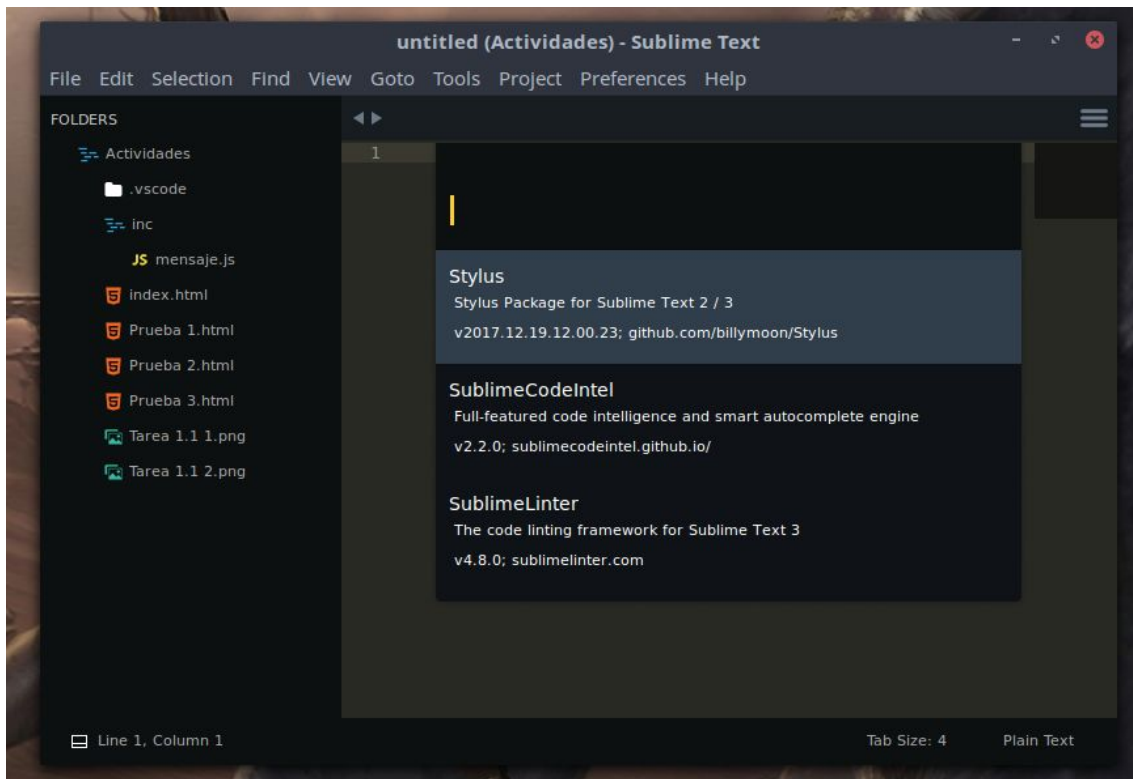 untitled (Actividades) - Sublime Text
File Edit Selection Find View Goto Tools Project Preferences Help
FOLDERS
Actividades
.vscode
inc
JS mensaje.js
index.html
Prueba 1.html
Prueba 2.html
Prueba 3.html
Tarea 1.1 1.png
Tarea 1.1 2.png
1
Stylus
Stylus Package for Sublime Text 2 / 3
v2017.12.19.12.00.23; github.com/billymoon/Stylus
SublimeCodeIntel
Full-featured code intelligence and smart autocomplete engine
v2.2.0; sublimecodeintel.github.io/
SublimeLinter
The code linting framework for Sublime Text 3
v4.8.0; sublimelinter.com
Line 1, Column 1
Tab Size: 4
Plain Text